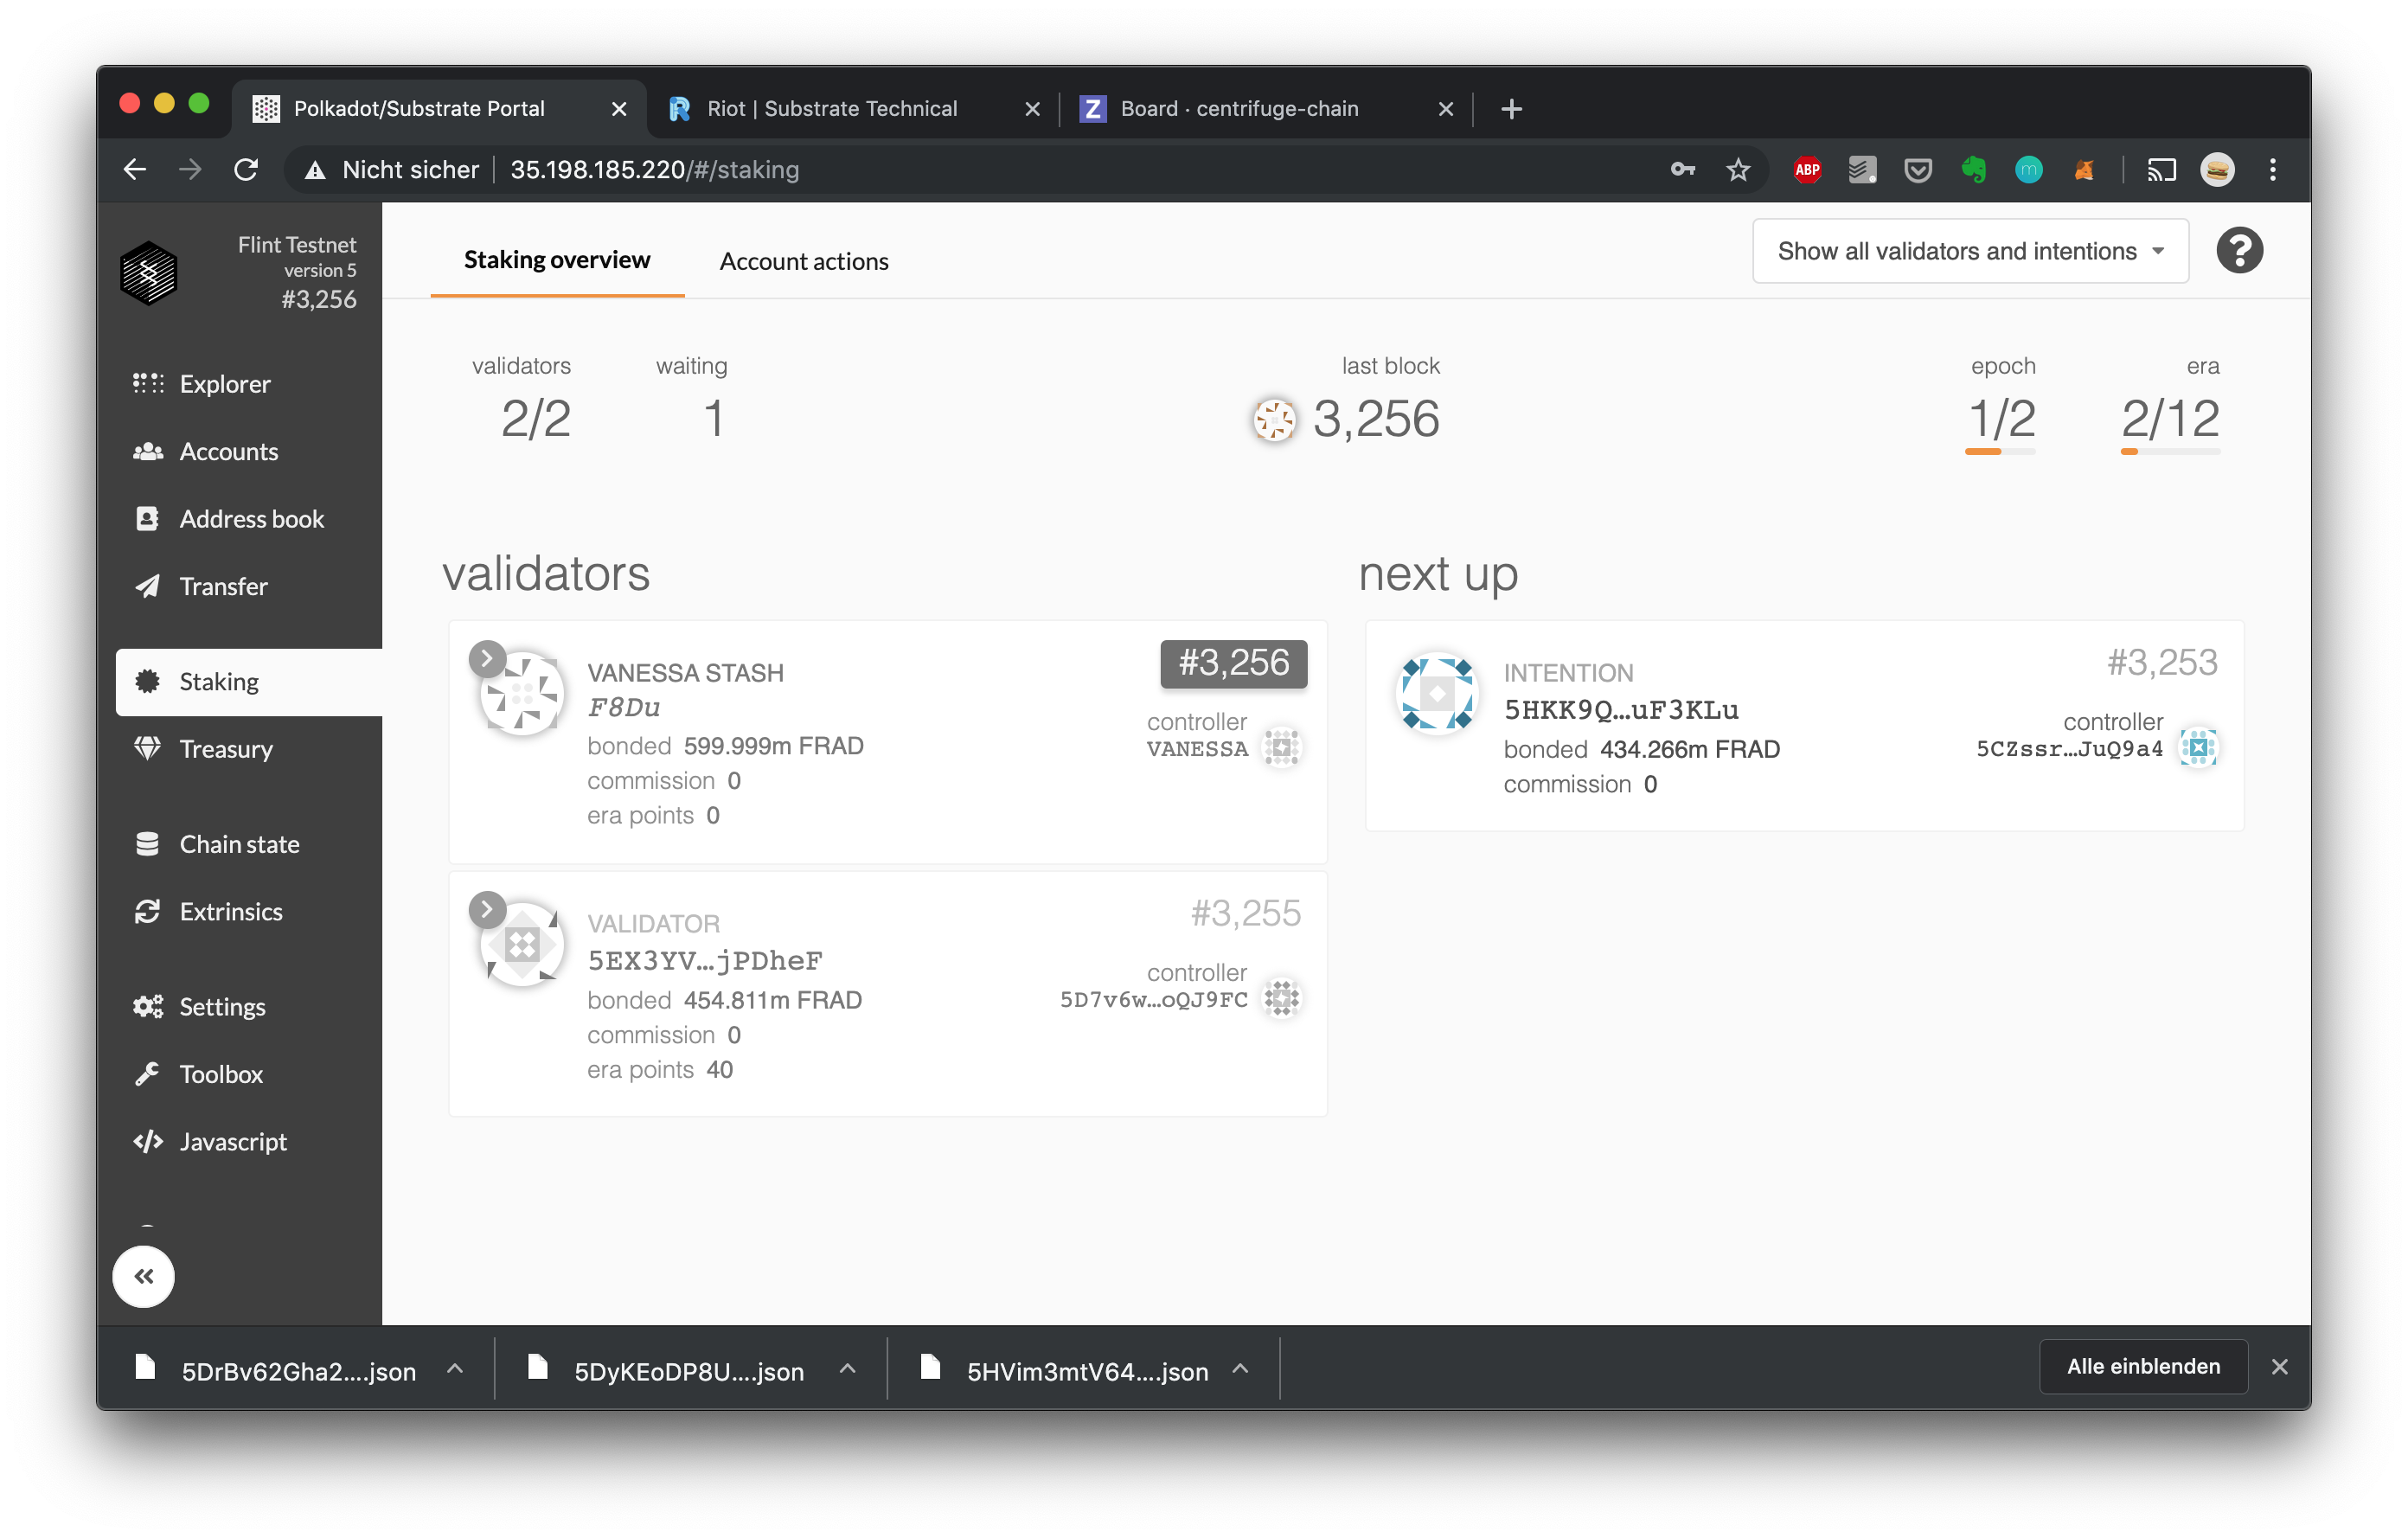 Polkadot/Substrate Portal
Riot | Substrate Technical
Board · centrifuge-chain
Nicht sicher
35.198.185.220/#/staking
ABP
m
Flint Testnet
version 5
#3,256
Explorer
Accounts
Address book
Transfer
Staking
Treasury
Chain state
Extrinsics
Settings
Toolbox
Javascript
Staking overview
Account actions
Show all validators and intentions
validators
2/2
waiting
1
last block
3,256
epoch
1/2
era
2/12
validators
VANESSA STASH
F8Du
bonded 599.999m FRAD
commission 0
era points 0
#3,256
controller
VANESSA
VALIDATOR
5EX3YV…jPDheF
bonded 454.811m FRAD
commission 0
era points 40
#3,255
controller
5D7v6w…oQJ9FC
next up
INTENTION
5HKK9Q…uF3KLu
bonded 434.266m FRAD
commission 0
#3,253
controller
5CZssr…JuQ9a4
5DrBv62Gha2....json
5DyKEoDP8U....json
5HVim3mtV64....json
Alle einblenden